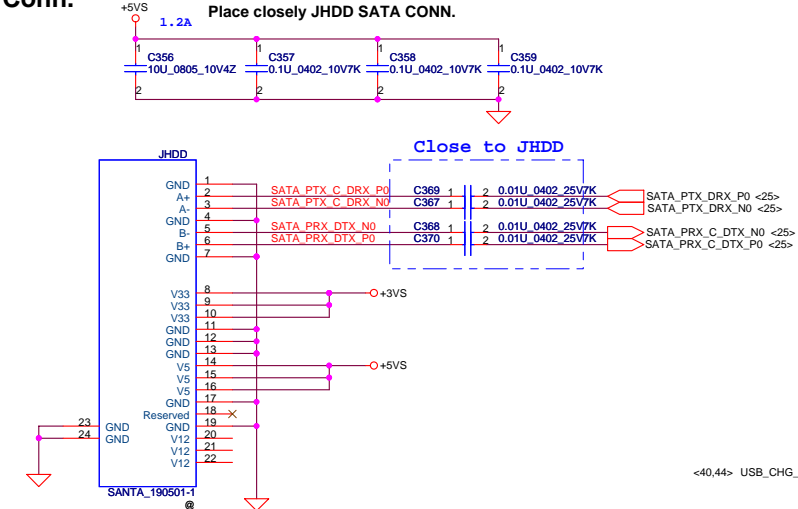 Conn.
+5VS
1.2A
Place closely JHDD SATA CONN.
1 1 1 1
C356 C357 C358 C359
10U_0805_10V4Z 0.1U_0402_10V7K 0.1U_0402_10V7K 0.1U_0402_10V7K
2 2 2 2
Close to JHDD
JHDD
GND 1
A+ 2 SATA_PTX_C_DRX_P0 C369 1 2 0.01U_0402_25V7K SATA_PTX_DRX_P0 <25>
A- 3 SATA_PTX_C_DRX_N0 C367 1 2 0.01U_0402_25V7K SATA_PTX_DRX_N0 <25>
GND 4
B- 5 SATA_PRX_DTX_N0 C368 1 2 0.01U_0402_25V7K SATA_PRX_C_DTX_N0 <25>
B+ 6 SATA_PRX_DTX_P0 C370 1 2 0.01U_0402_25V7K SATA_PRX_C_DTX_P0 <25>
GND 7
V33 8 +3VS
V33 9
V33 10
GND 11
GND 12
GND 13
V5 14 +5VS
V5 15
V5 16
GND 17
Reserved 18
GND 19
V12 20
V12 21
V12 22
23 GND
24 GND
SANTA_190501-1
@
<40,44> USB_CHG_